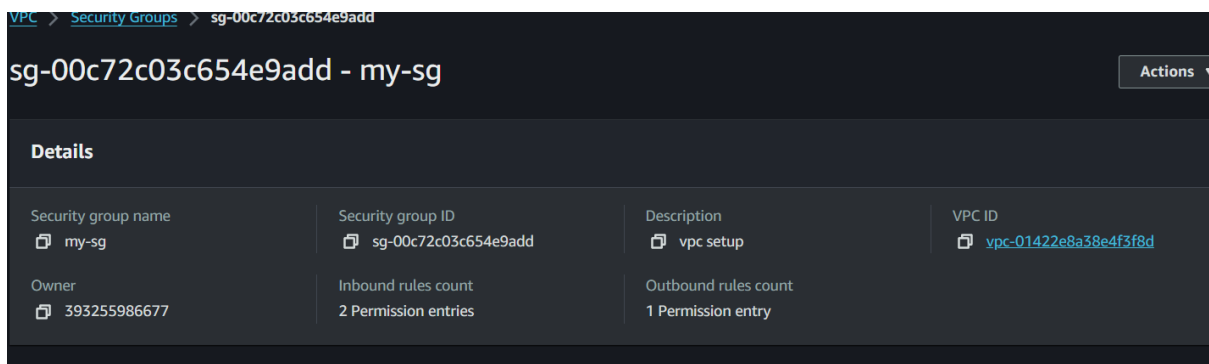 VPC > Security Groups > sg-00c72c03c654e9add
sg-00c72c03c654e9add - my-sg
Actions
Details
Security group name
my-sg
Security group ID
sg-00c72c03c654e9add
Description
vpc setup
VPC ID
vpc-01422e8a38e4f3f8d
Owner
393255986677
Inbound rules count
2 Permission entries
Outbound rules count
1 Permission entry